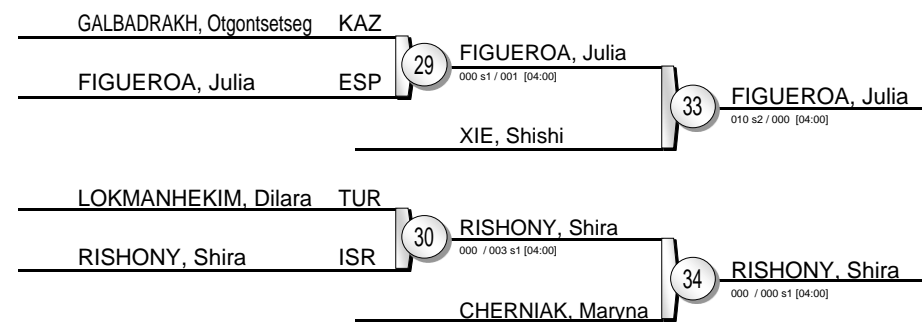 GALBADRAKH, Otgontsetseg KAZ
FIGUEROA, Julia ESP
29
FIGUEROA, Julia
000 s1 / 001 [04:00]
XIE, Shishi
33
FIGUEROA, Julia
010 s2 / 000 [04:00]
LOKMANHEKIM, Dilara TUR
RISHONY, Shira ISR
30
RISHONY, Shira
000 / 003 s1 [04:00]
CHERNIAK, Maryna
34
RISHONY, Shira
000 / 000 s1 [04:00]